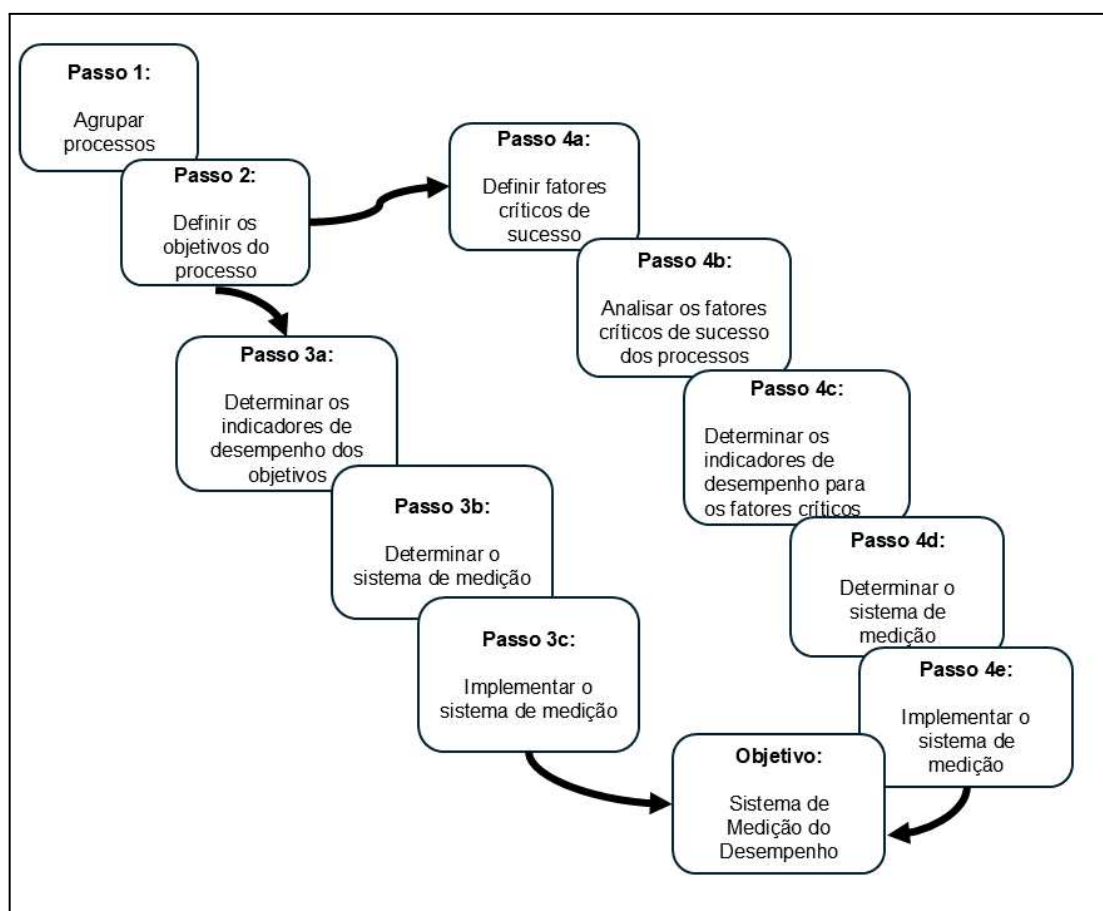 Passo 1:
Agrupar
processos
Passo 2:
Definir os
objetivos do
processo
Passo 3a:
Determinar os
indicadores de
desempenho dos
objetivos
Passo 3b:
Determinar o
sistema de medição
Passo 3c:
Implementar o
sistema de medição
Passo 4a:
Definir fatores
críticos de
sucesso
Passo 4b:
Analisar os fatores
críticos de sucesso
dos processos
Passo 4c:
Determinar os
indicadores de
desempenho para
os fatores críticos
Passo 4d:
Determinar o
sistema de
medição
Passo 4e:
Implementar o
sistema de
medição
Objetivo:
Sistema de
Medição do
Desempenho